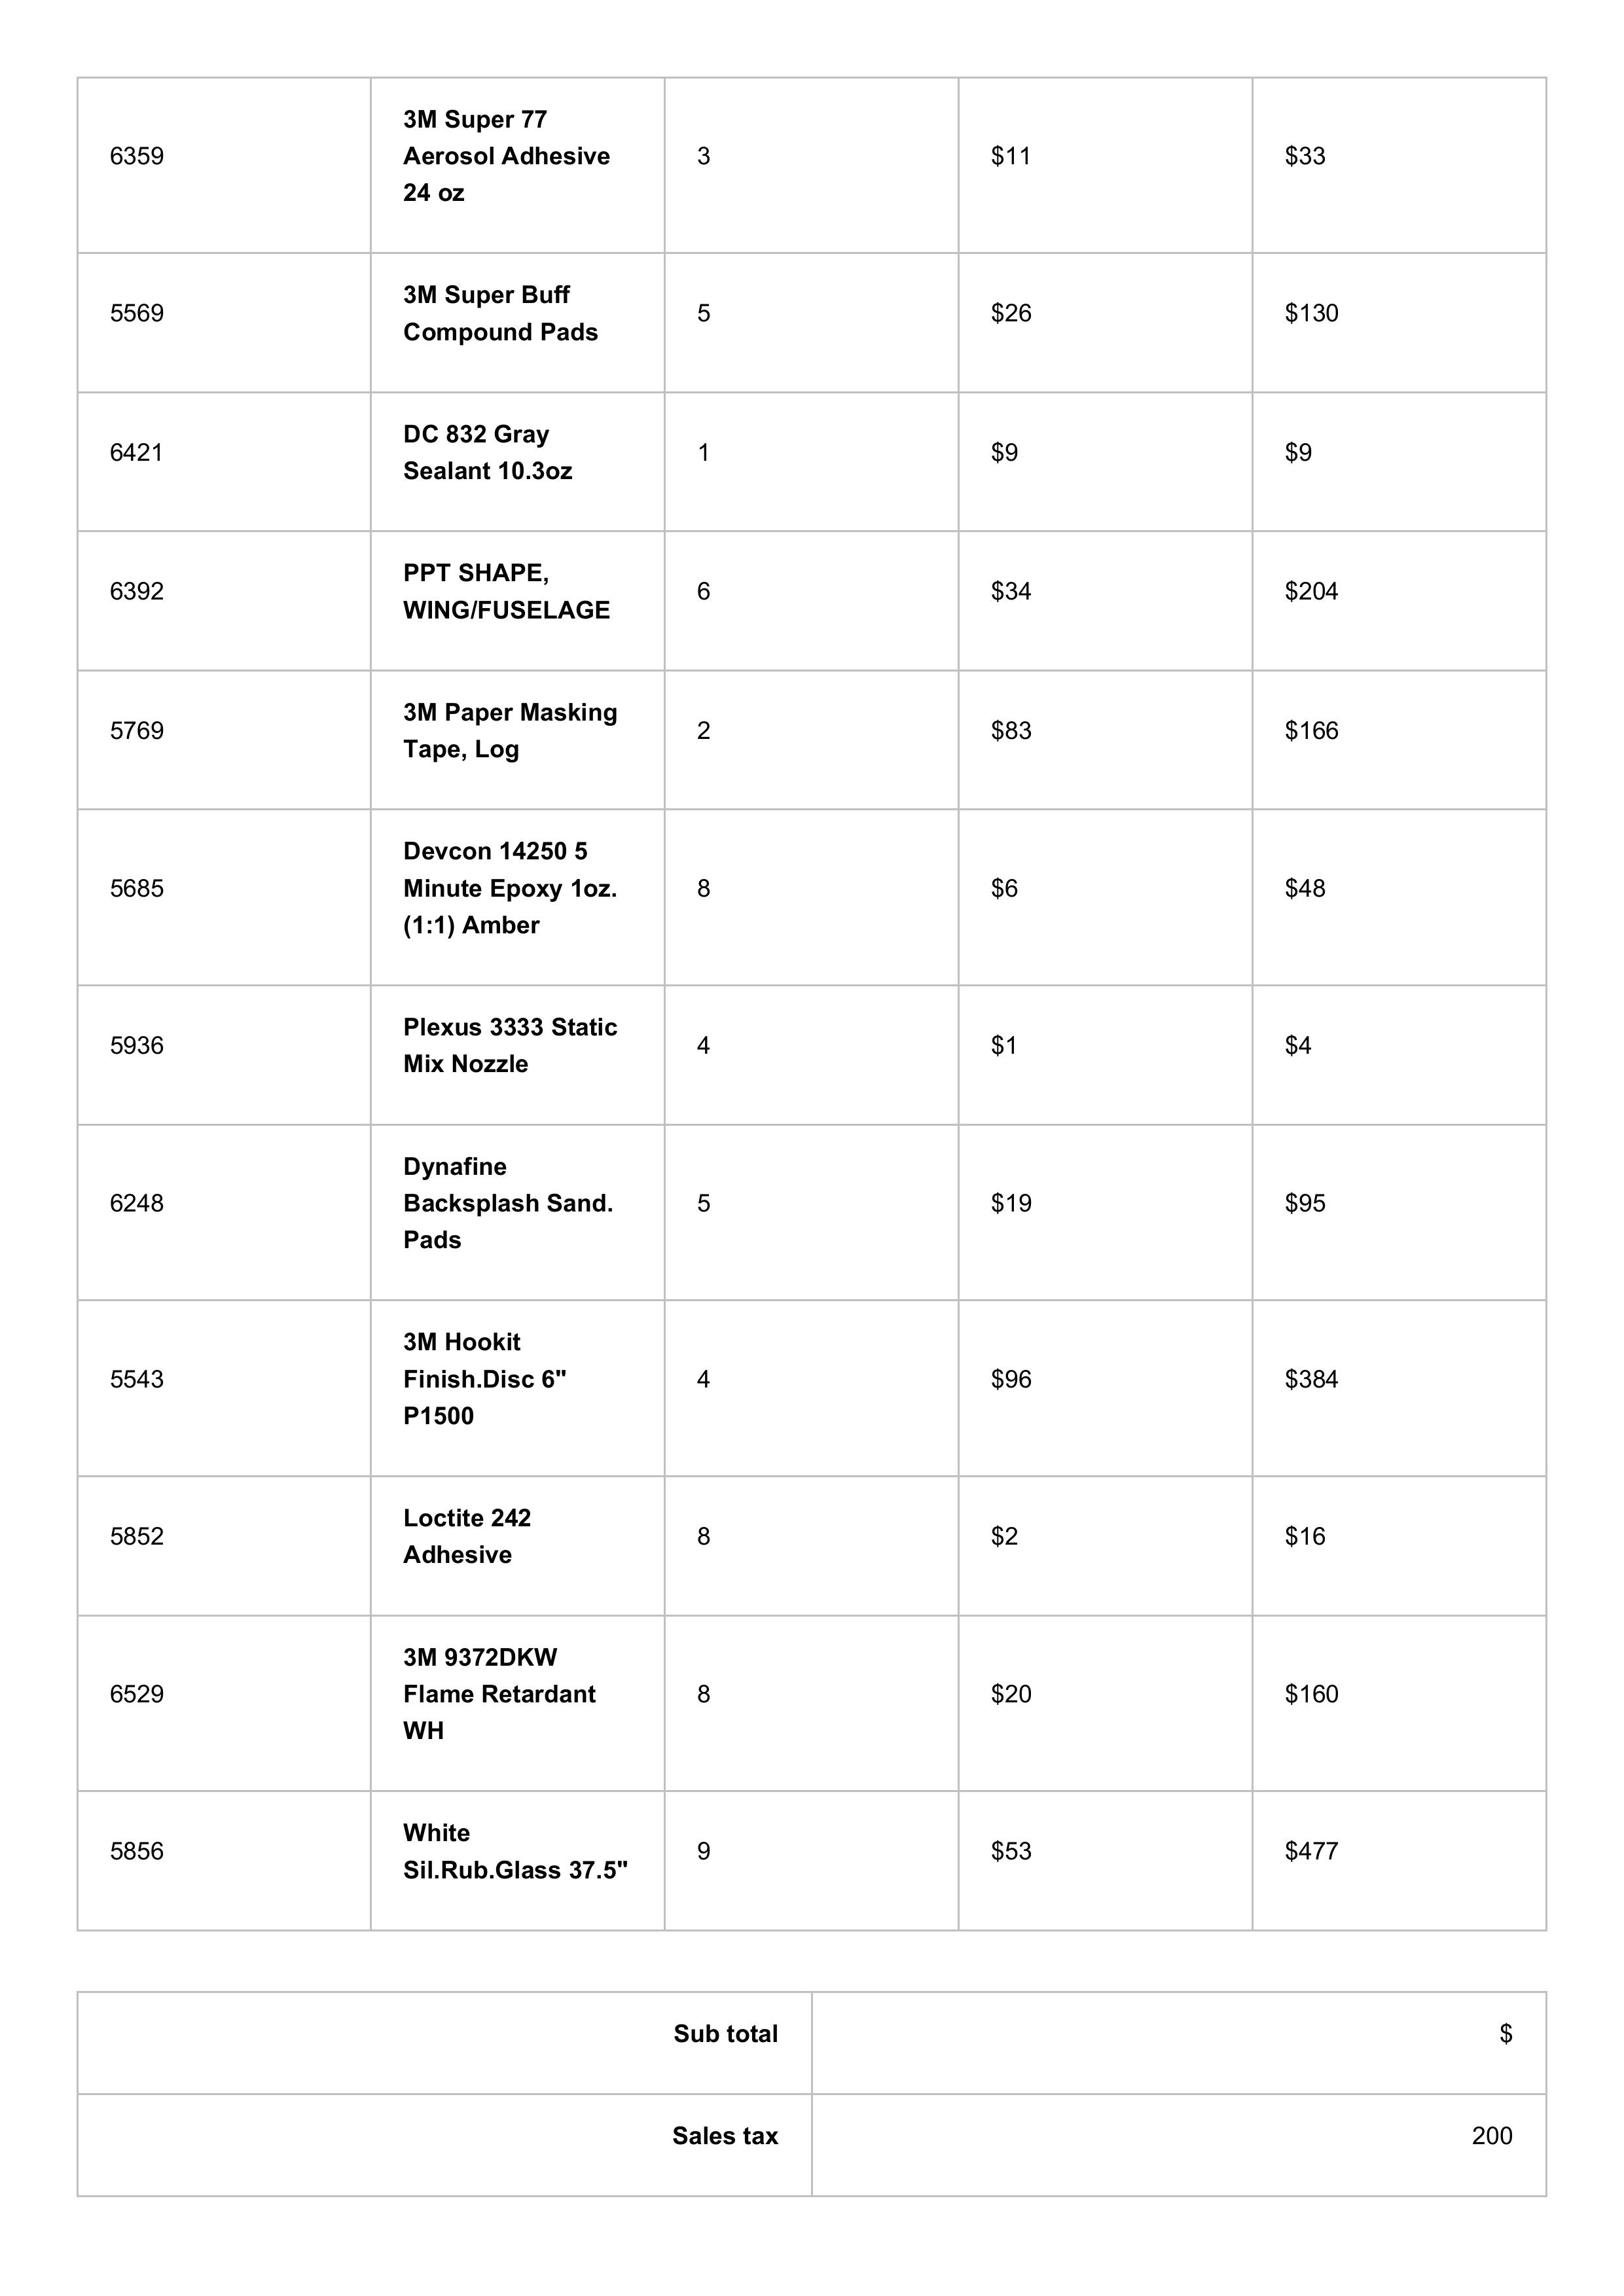 6359
3M Super 77
Aerosol Adhesive
24 oz
3
$11
$33
5569
3M Super Buff
Compound Pads
5
$26
$130
6421
DC 832 Gray
Sealant 10.3oz
1
$9
$9
6392
PPT SHAPE,
WING/FUSELAGE
6
$34
$204
5769
3M Paper Masking
Tape, Log
2
$83
$166
5685
Devcon 14250 5
Minute Epoxy 1oz.
(1:1) Amber
8
$6
$48
5936
Plexus 3333 Static
Mix Nozzle
4
$1
$4
6248
Dynafine
Backsplash Sand.
Pads
5
$19
$95
5543
3M Hookit
Finish.Disc 6"
P1500
4
$96
$384
5852
Loctite 242
Adhesive
8
$2
$16
6529
3M 9372DKW
Flame Retardant
WH
8
$20
$160
5856
White
Sil.Rub.Glass 37.5"
9
$53
$477
Sub total
$
Sales tax
200